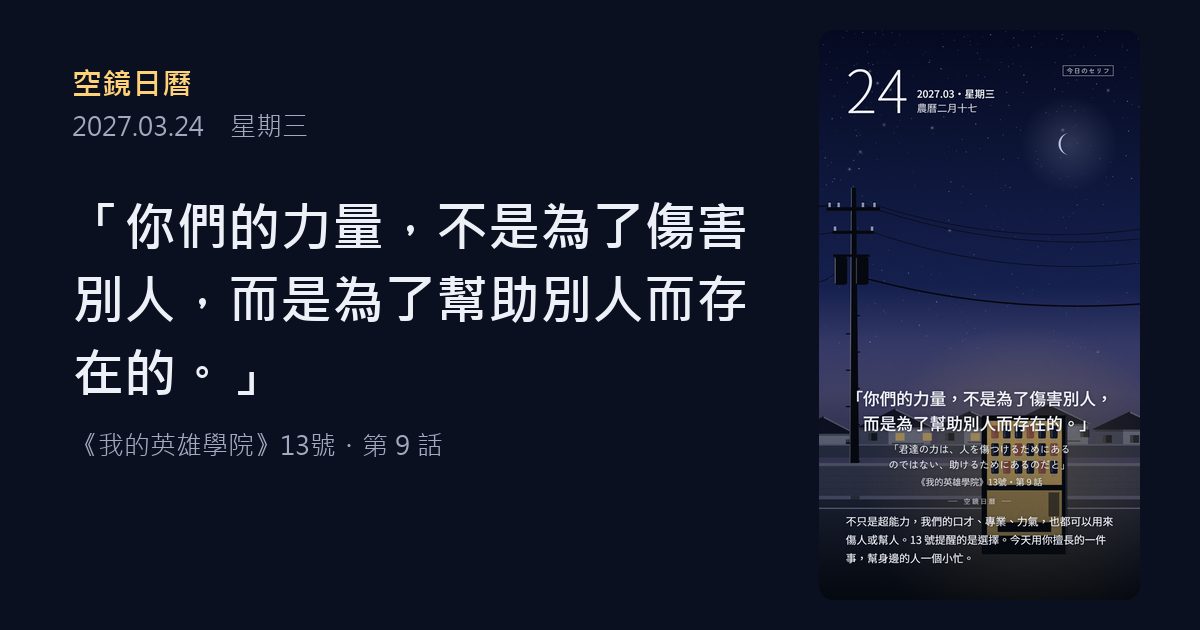 空鏡日曆
2027.03.24 星期三
「你們的力量，不是為了傷害
別人，而是為了幫助別人而存
在的。」
《我的英雄學院》13號．第 9 話
24
2027.03・星期三
農曆二月十七
今日のセリフ
「你們的力量，不是為了傷害別人，
而是為了幫助別人而存在的。」
「君達の力は、人を傷つけるためにある
のではない、助けるためにあるのだと」
《我的英雄學院》13號・第 9 話
空鏡日曆
不只是超能力，我們的口才、專業、力氣，也都可以用來
傷人或幫人。13 號提醒的是選擇。今天用你擅長的一件
事，幫身邊的人一個小忙。